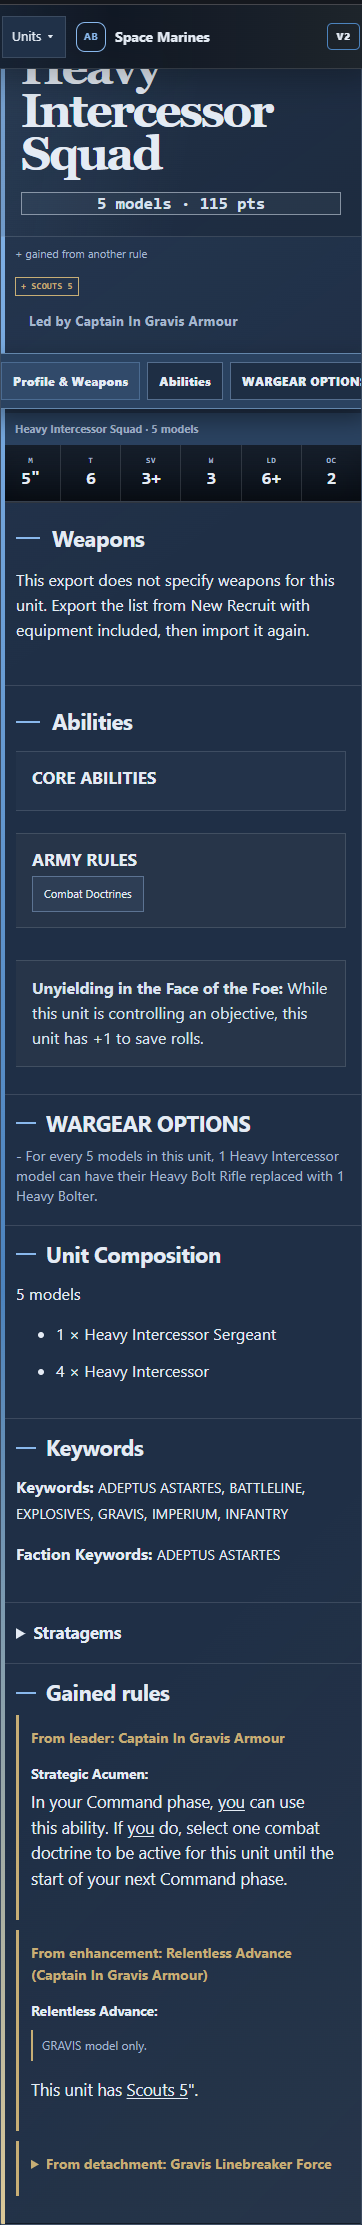 Units ▾
AB
Space Marines
V2
Heavy
Intercessor
Squad
5 models · 115 pts
+ gained from another rule
+ SCOUTS 5
Led by Captain In Gravis Armour
Profile & Weapons
Abilities
WARGEAR OPTION
Heavy Intercessor Squad · 5 models
M T SV W LD OC
5" 6 3+ 3 6+ 2
Weapons
This export does not specify weapons for this
unit. Export the list from New Recruit with
equipment included, then import it again.
Abilities
CORE ABILITIES
ARMY RULES
Combat Doctrines
Unyielding in the Face of the Foe: While
this unit is controlling an objective, this
unit has +1 to save rolls.
WARGEAR OPTIONS
- For every 5 models in this unit, 1 Heavy Intercessor
model can have their Heavy Bolt Rifle replaced with 1
Heavy Bolter.
Unit Composition
5 models
• 1 × Heavy Intercessor Sergeant
• 4 × Heavy Intercessor
Keywords
Keywords: ADEPTUS ASTARTES, BATTLELINE,
EXPLOSIVES, GRAVIS, IMPERIUM, INFANTRY
Faction Keywords: ADEPTUS ASTARTES
▶ Stratagems
Gained rules
From leader: Captain In Gravis Armour
Strategic Acumen:
In your Command phase, you can use
this ability. If you do, select one combat
doctrine to be active for this unit until the
start of your next Command phase.
From enhancement: Relentless Advance
(Captain In Gravis Armour)
Relentless Advance:
GRAVIS model only.
This unit has Scouts 5".
▶ From detachment: Gravis Linebreaker Force